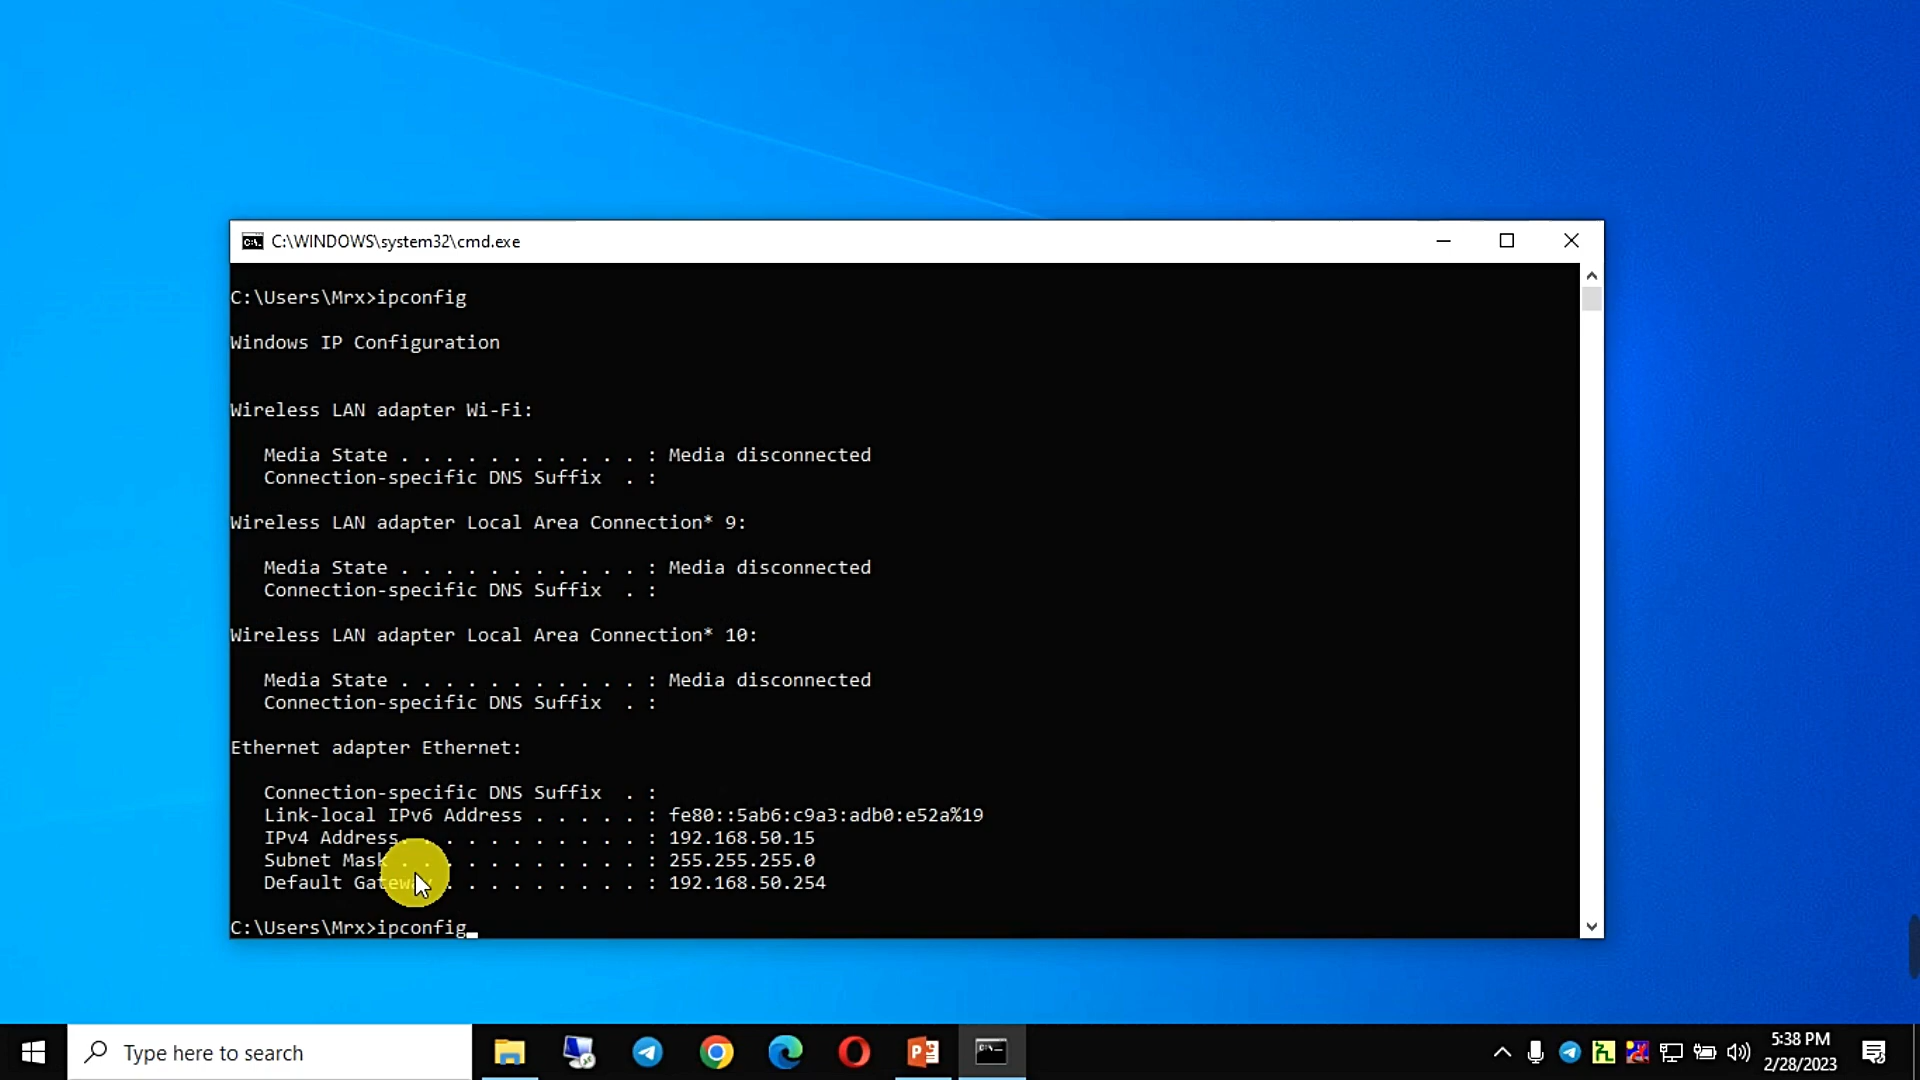 C:\WINDOWS\system32\cmd.exe
C:\Users\Mrx>ipconfig
Windows IP Configuration
Wireless LAN adapter Wi-Fi:
Media State . . . . . . . . . . . : Media disconnected
Connection-specific DNS Suffix . :
Wireless LAN adapter Local Area Connection* 9:
Media State . . . . . . . . . . . : Media disconnected
Connection-specific DNS Suffix . :
Wireless LAN adapter Local Area Connection* 10:
Media State . . . . . . . . . . . : Media disconnected
Connection-specific DNS Suffix . :
Ethernet adapter Ethernet:
Connection-specific DNS Suffix . :
Link-local IPv6 Address . . . . . : fe80::5ab6:c9a3:adb0:e52a%19
IPv4 Address. . . . . . . . . . . : 192.168.50.15
Subnet Mask . . . . . . . . . . . : 255.255.255.0
Default Gateway . . . . . . . . . : 192.168.50.254
C:\Users\Mrx>ipconfig
Type here to search
5:38 PM
2/28/2023